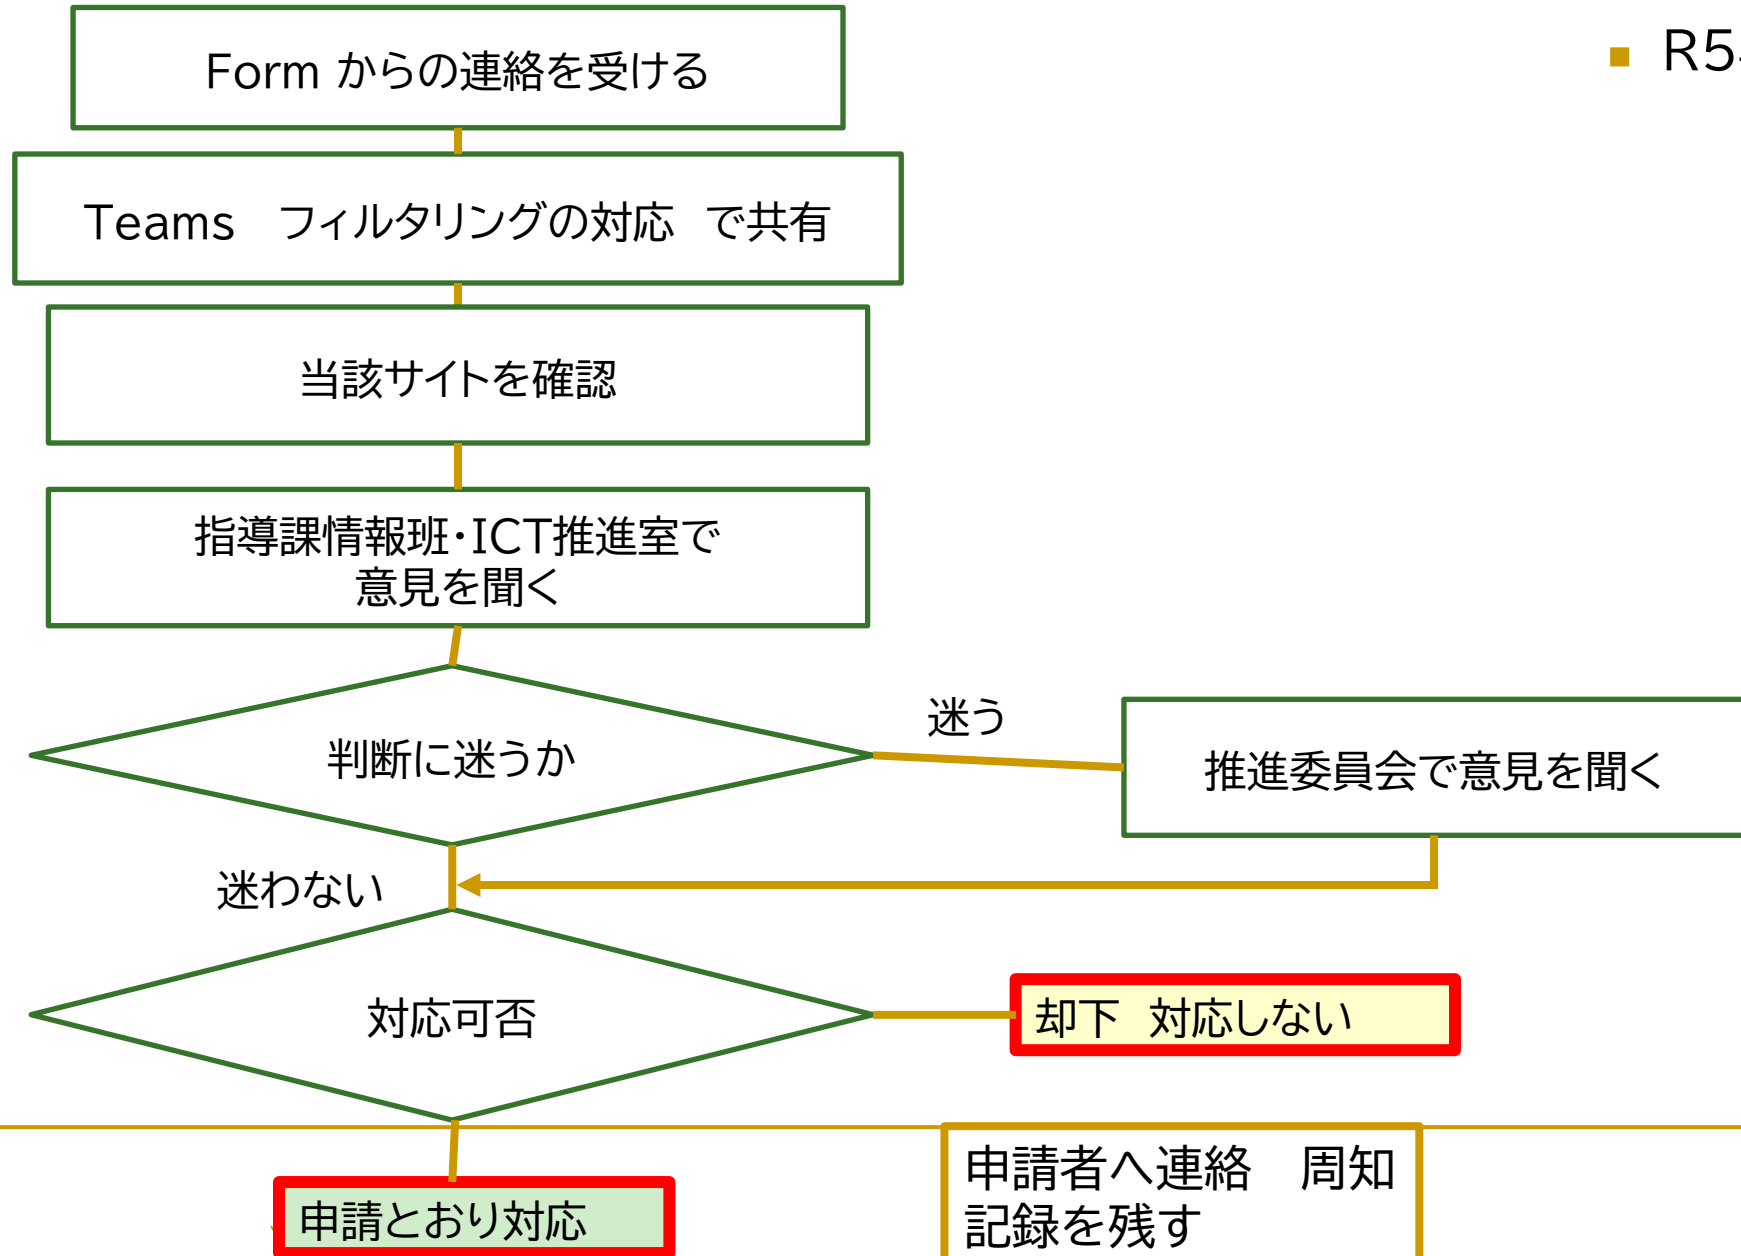 Form からの連絡を受ける
R5
Teams　フィルタリングの対応　で共有
当該サイトを確認
指導課情報班・ICT推進室で
意見を聞く
判断に迷うか
迷う
推進委員会で意見を聞く
迷わない
対応可否
却下　対応しない
申請者へ連絡　周知
記録を残す
申請とおり対応